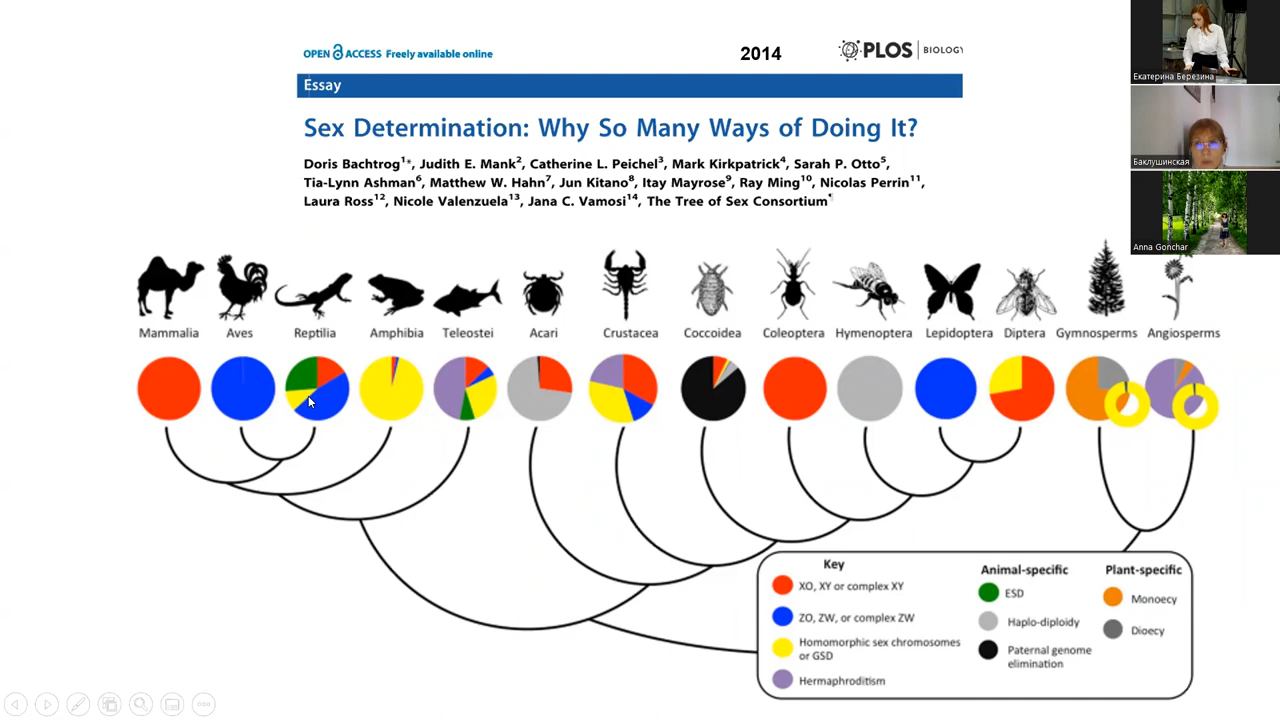 OPEN ACCESS Freely available online
2014
PLOS BIOLOGY
Essay
Sex Determination: Why So Many Ways of Doing It?
Doris Bachtrog1*, Judith E. Mank2, Catherine L. Peichel3, Mark Kirkpatrick4, Sarah P. Otto5,
Tia-Lynn Ashman6, Matthew W. Hahn7, Jun Kitano8, Itay Mayrose9, Ray Ming10, Nicolas Perrin11,
Laura Ross12, Nicole Valenzuela13, Jana C. Vamosi14, The Tree of Sex Consortium¶
Екатерина Березина
Баклушинская
Anna Gonchar
Mammalia Aves Reptilia Amphibia Teleostei Acari Crustacea Coccoidea Coleoptera Hymenoptera Lepidoptera Diptera Gymnosperms Angiosperms
Key
XO, XY or complex XY
ZO, ZW, or complex ZW
Homomorphic sex chromosomes
or GSD
Hermaphroditism
Animal-specific
ESD
Haplo-diploidy
Paternal genome
elimination
Plant-specific
Monoecy
Dioecy